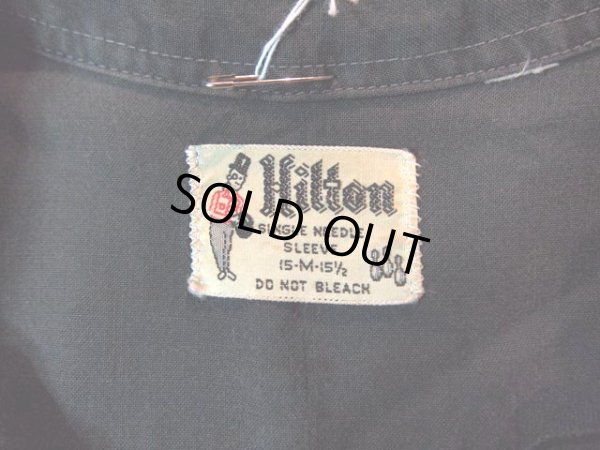 Hilton
SOLD OUT
SINGLE NEEDLE
SLEEVE
15-M-15½
DO NOT BLEACH